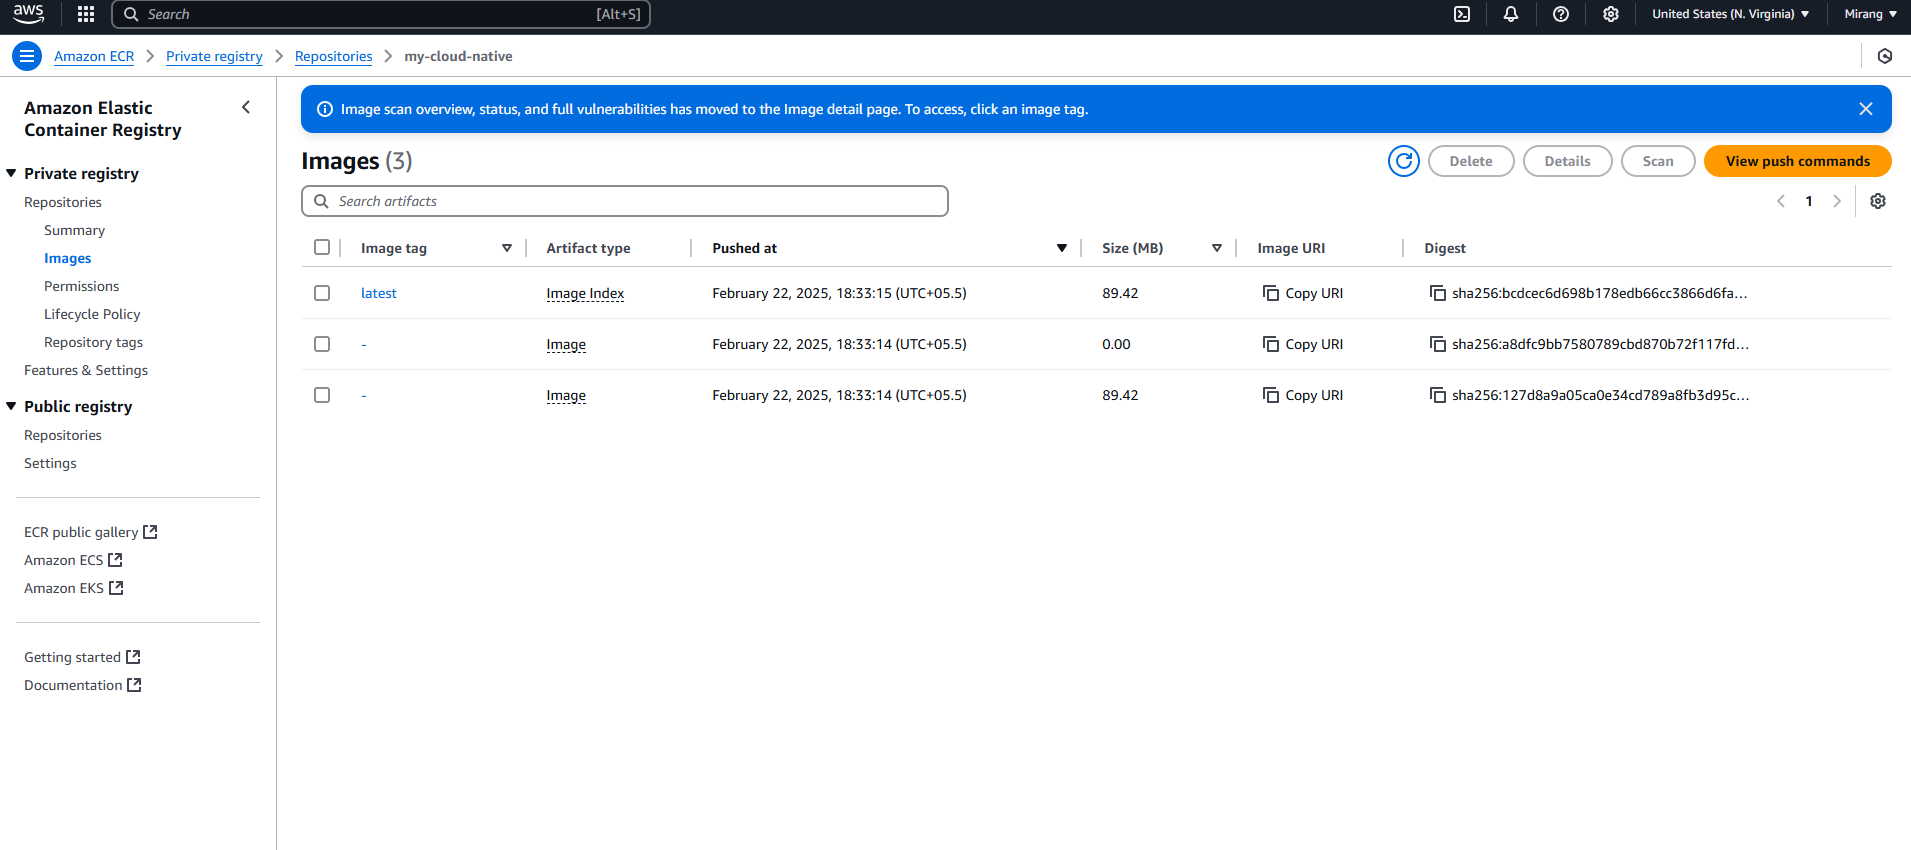 aws
Search [Alt+S]
United States (N. Virginia)
Mirang
Amazon ECR
Private registry
Repositories
my-cloud-native
Amazon Elastic
Container Registry
Private registry
Repositories
Summary
Images
Permissions
Lifecycle Policy
Repository tags
Features & Settings
Public registry
Repositories
Settings
ECR public gallery
Amazon ECS
Amazon EKS
Getting started
Documentation
Image scan overview, status, and full vulnerabilities has moved to the Image detail page. To access, click an image tag.
Images (3)
Delete
Details
Scan
View push commands
Search artifacts
1
Image tag Artifact type Pushed at Size (MB) Image URI Digest
latest Image Index February 22, 2025, 18:33:15 (UTC+05.5) 89.42 Copy URI sha256:bcdcec6d698b178edb66cc3866d6fa...
- Image February 22, 2025, 18:33:14 (UTC+05.5) 0.00 Copy URI sha256:a8dfc9bb7580789cbd870b72f117fd...
- Image February 22, 2025, 18:33:14 (UTC+05.5) 89.42 Copy URI sha256:127d8a9a05ca0e34cd789a8fb3d95c...